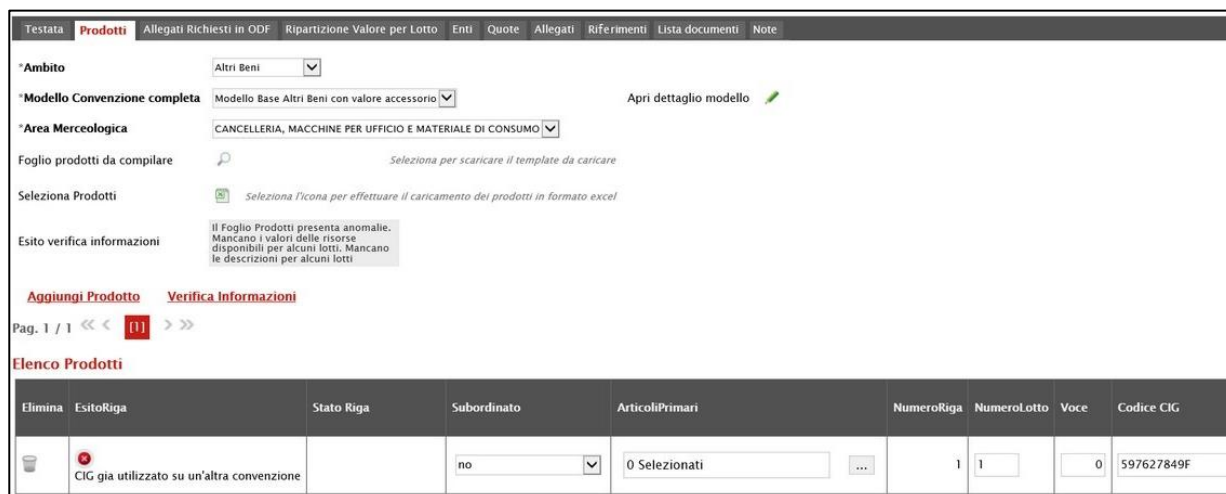 Testata Prodotti Allegati Richiesti in ODF Ripartizione Valore per Lotto Enti Quote Allegati Riferimenti Lista documenti Note
*Ambito Altri Beni
*Modello Convenzione completa Modello Base Altri Beni con valore accessorio Apri dettaglio modello
*Area Merceologica CANCELLERIA, MACCHINE PER UFFICIO E MATERIALE DI CONSUMO
Foglio prodotti da compilare Seleziona per scaricare il template da caricare
Seleziona Prodotti Seleziona l'icona per effettuare il caricamento dei prodotti in formato excel
Esito verifica informazioni
Il Foglio Prodotti presenta anomalie.
Mancano i valori delle risorse
disponibili per alcuni lotti. Mancano
le descrizioni per alcuni lotti
Aggiungi Prodotto Verifica Informazioni
Pag. 1 / 1 << < [1] > >>
Elenco Prodotti
Elimina EsitoRiga Stato Riga Subordinato ArticoliPrimari NumeroRiga NumeroLotto Voce Codice CIG
CIG gia utilizzato su un'altra convenzione no 0 Selezionati ... 1 1 0 597627849F